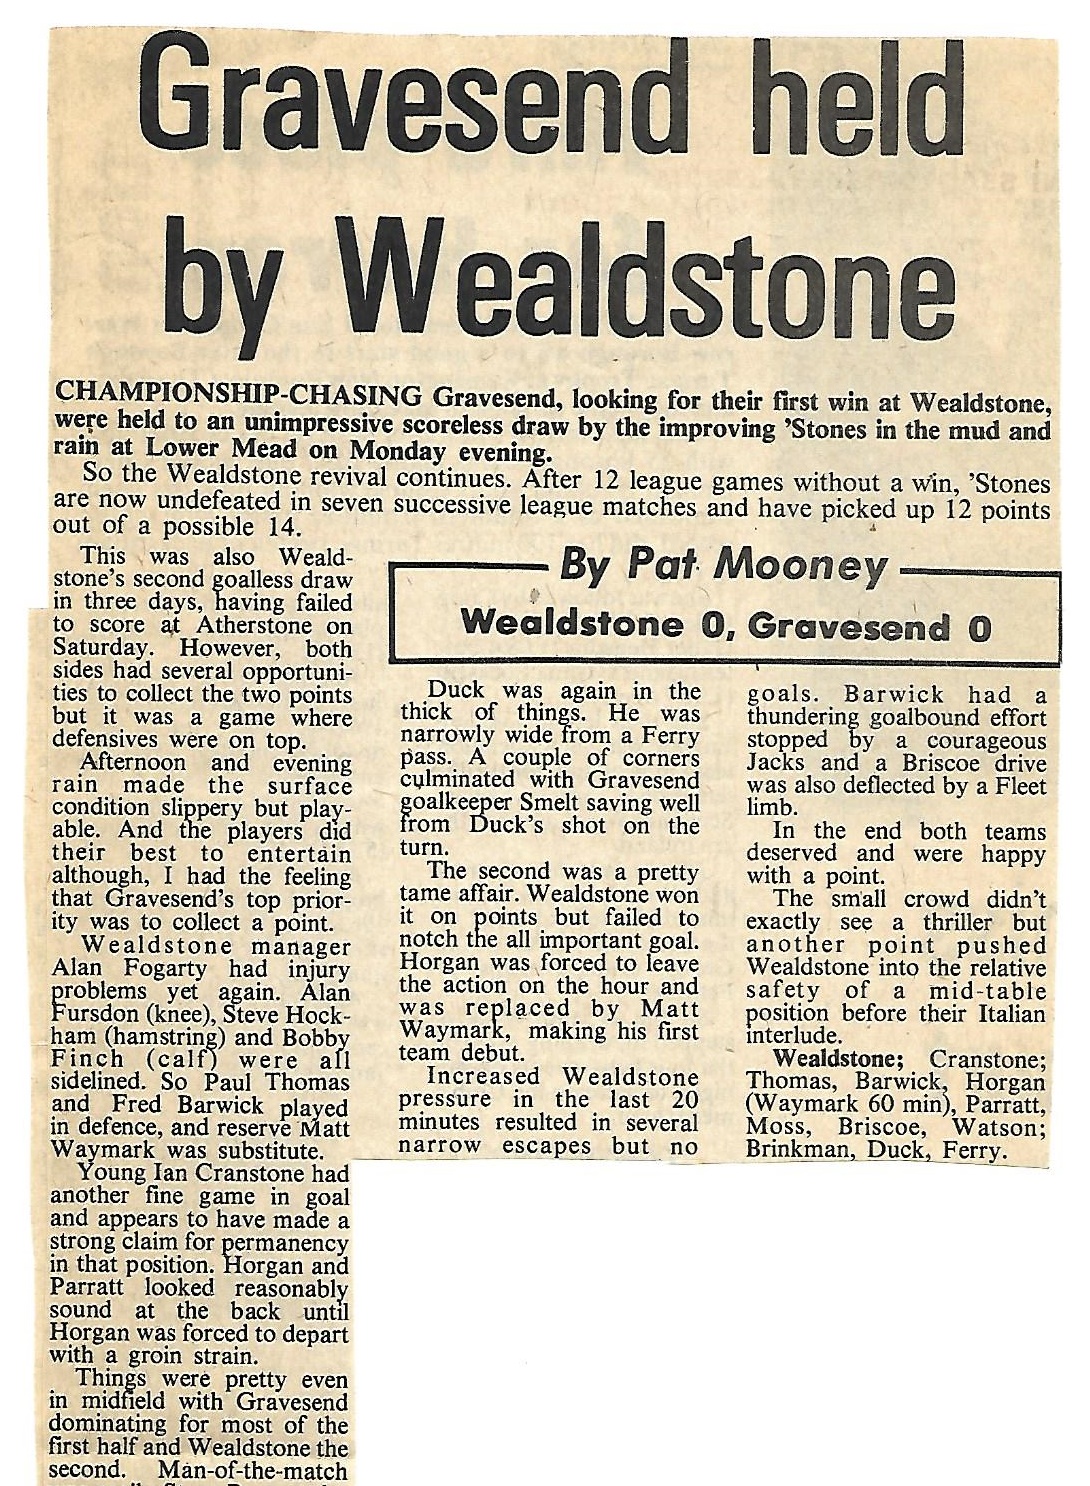 Gravesend held
by Wealdstone
CHAMPIONSHIP-CHASING Gravesend, looking for their first win at Wealdstone,
were held to an unimpressive scoreless draw by the improving 'Stones in the mud and
rain at Lower Mead on Monday evening.
So the Wealdstone revival continues. After 12 league games without a win, 'Stones
are now undefeated in seven successive league matches and have picked up 12 points
out of a possible 14.
This was also Weald-
stone's second goalless draw
in three days, having failed
to score at Atherstone on
Saturday. However, both
sides had several opportuni-
ties to collect the two points
but it was a game where
defensives were on top.
Afternoon and evening
rain made the surface
condition slippery but play-
able. And the players did
their best to entertain
although, I had the feeling
that Gravesend's top prior-
ity was to collect a point.
Wealdstone manager
Alan Fogarty had injury
problems yet again. Alan
Fursdon (knee), Steve Hock-
ham (hamstring) and Bobby
Finch (calf) were all
sidelined. So Paul Thomas
and Fred Barwick played
in defence, and reserve Matt
Waymark was substitute.
Young Ian Cranstone had
another fine game in goal
and appears to have made a
strong claim for permanency
in that position. Horgan and
Parratt looked reasonably
sound at the back until
Horgan was forced to depart
with a groin strain.
Things were pretty even
in midfield with Gravesend
dominating for most of the
first half and Wealdstone the
second. Man-of-the-match
By Pat Mooney
Wealdstone 0, Gravesend 0
Duck was again in the
thick of things. He was
narrowly wide from a Ferry
pass. A couple of corners
culminated with Gravesend
goalkeeper Smelt saving well
from Duck's shot on the
turn.
The second was a pretty
tame affair. Wealdstone won
it on points but failed to
notch the all important goal.
Horgan was forced to leave
the action on the hour and
was replaced by Matt
Waymark, making his first
team debut.
Increased Wealdstone
pressure in the last 20
minutes resulted in several
narrow escapes but no
goals. Barwick had a
thundering goalbound effort
stopped by a courageous
Jacks and a Briscoe drive
was also deflected by a Fleet
limb.
In the end both teams
deserved and were happy
with a point.
The small crowd didn't
exactly see a thriller but
another point pushed
Wealdstone into the relative
safety of a mid-table
position before their Italian
interlude.
Wealdstone; Cranstone;
Thomas, Barwick, Horgan
(Waymark 60 min), Parratt,
Moss, Briscoe, Watson;
Brinkman, Duck, Ferry.